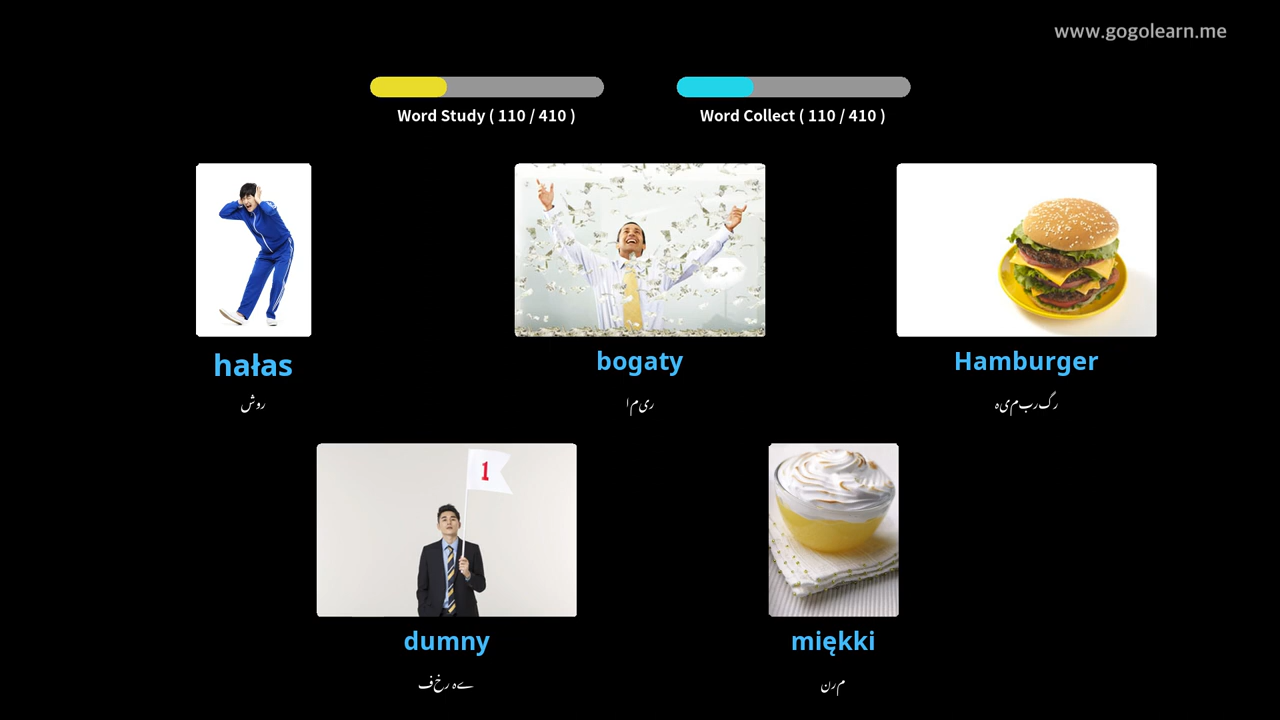 www.gogolearn.me
Word Study ( 110 / 410 )
Word Collect ( 110 / 410 )
hałas
bogaty
Hamburger
روش
ریما
رگربمیہ
dumny
miękki
ےہ رخف
مرن